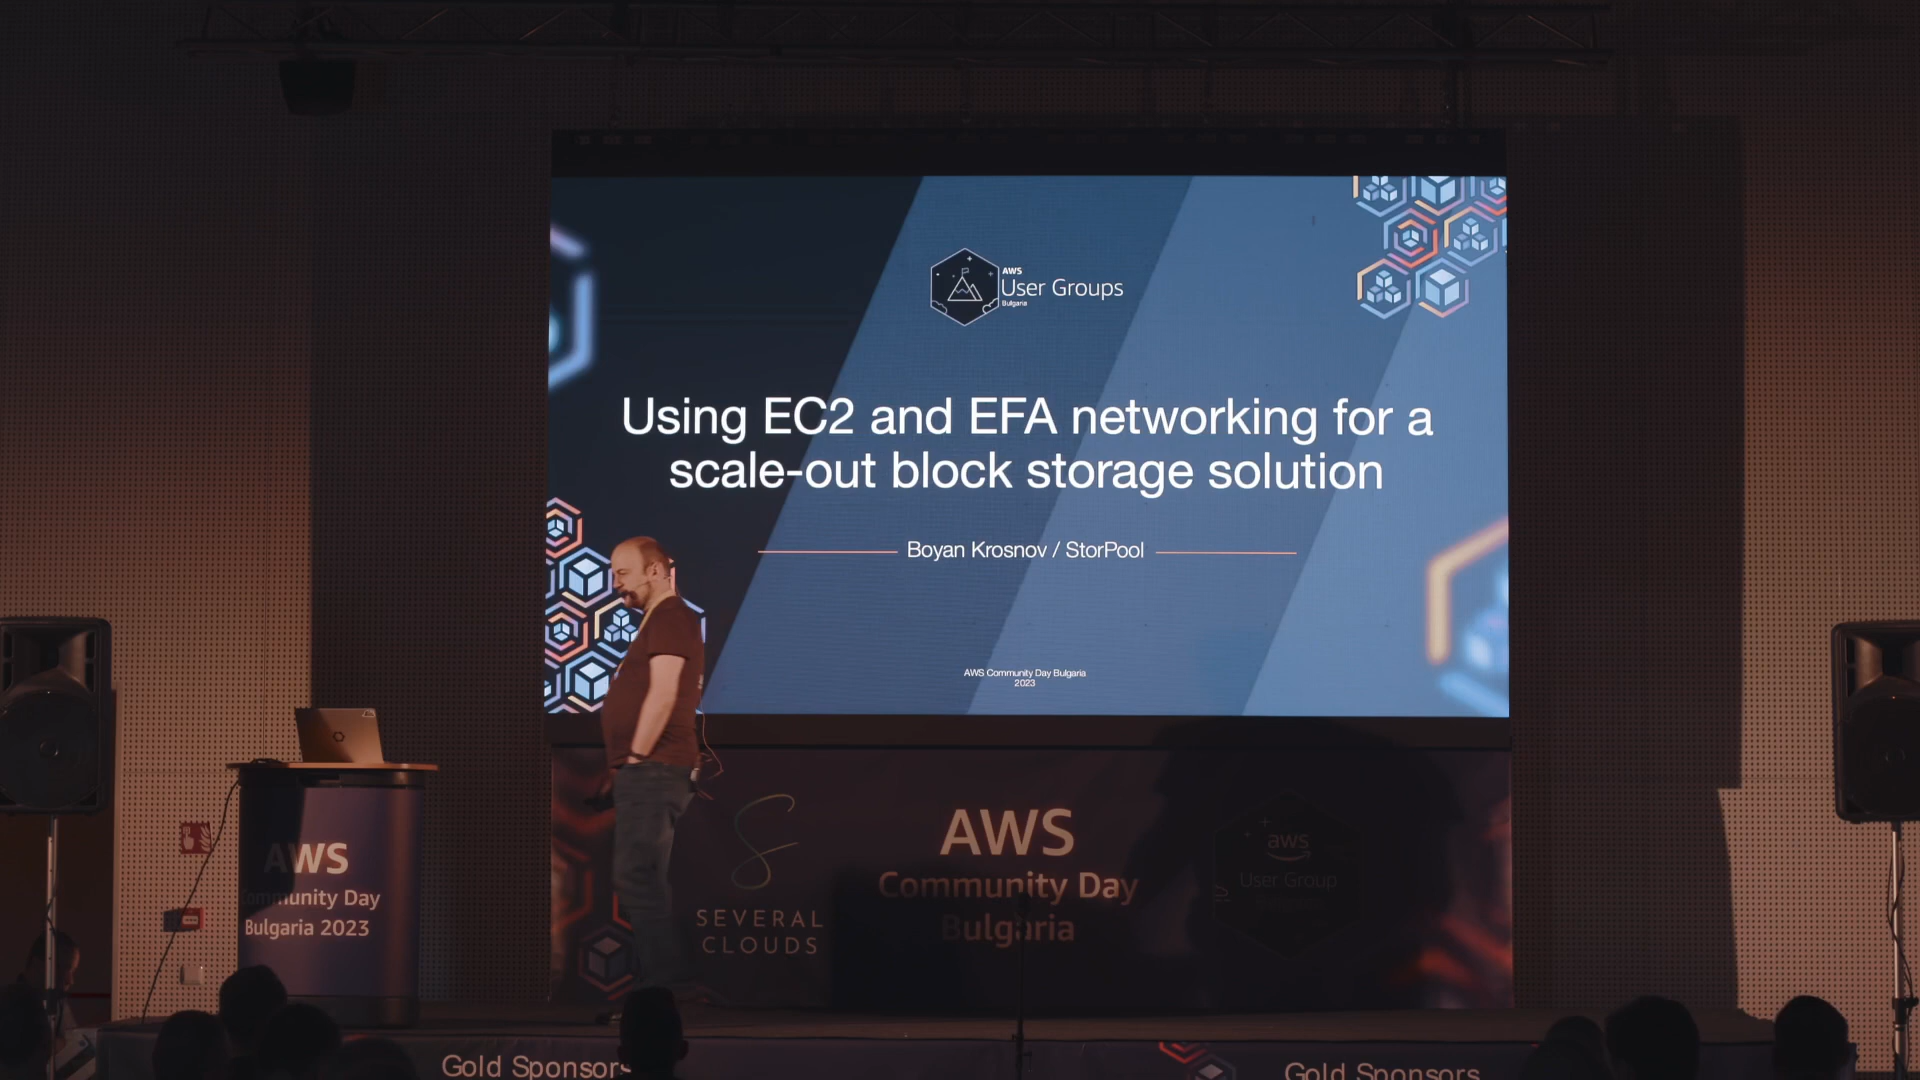 AWS
User Groups
Bulgaria
Using EC2 and EFA networking for a
scale-out block storage solution
Boyan Krosnov / StorPool
AWS Community Day Bulgaria
2023
AWS
Community Day
Bulgaria 2023
SEVERAL
CLOUDS
AWS
Community Day
Bulgaria
aws
User Group
Gold Sponsors
Gold Sponsors